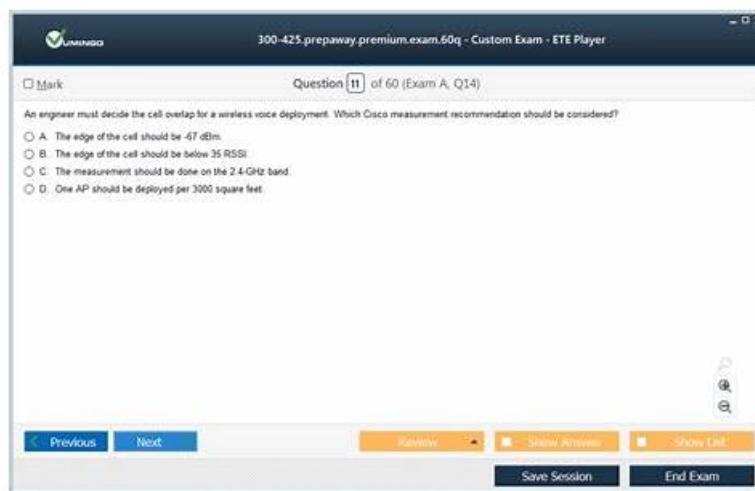 VUMINGO
300-425.prepaway.premium.exam.60q - Custom Exam - ETE Player
Mark
Question 11 of 60 (Exam A, Q14)
An engineer must decide the cell overlap for a wireless voice deployment. Which Cisco measurement recommendation should be considered?
A. The edge of the cell should be -67 dBm.
B. The edge of the cell should be below 35 RSSI.
C. The measurement should be done on the 2.4-GHz band.
D. One AP should be deployed per 3000 square feet.
Previous Next Review Show Answer Show List
Save Session End Exam